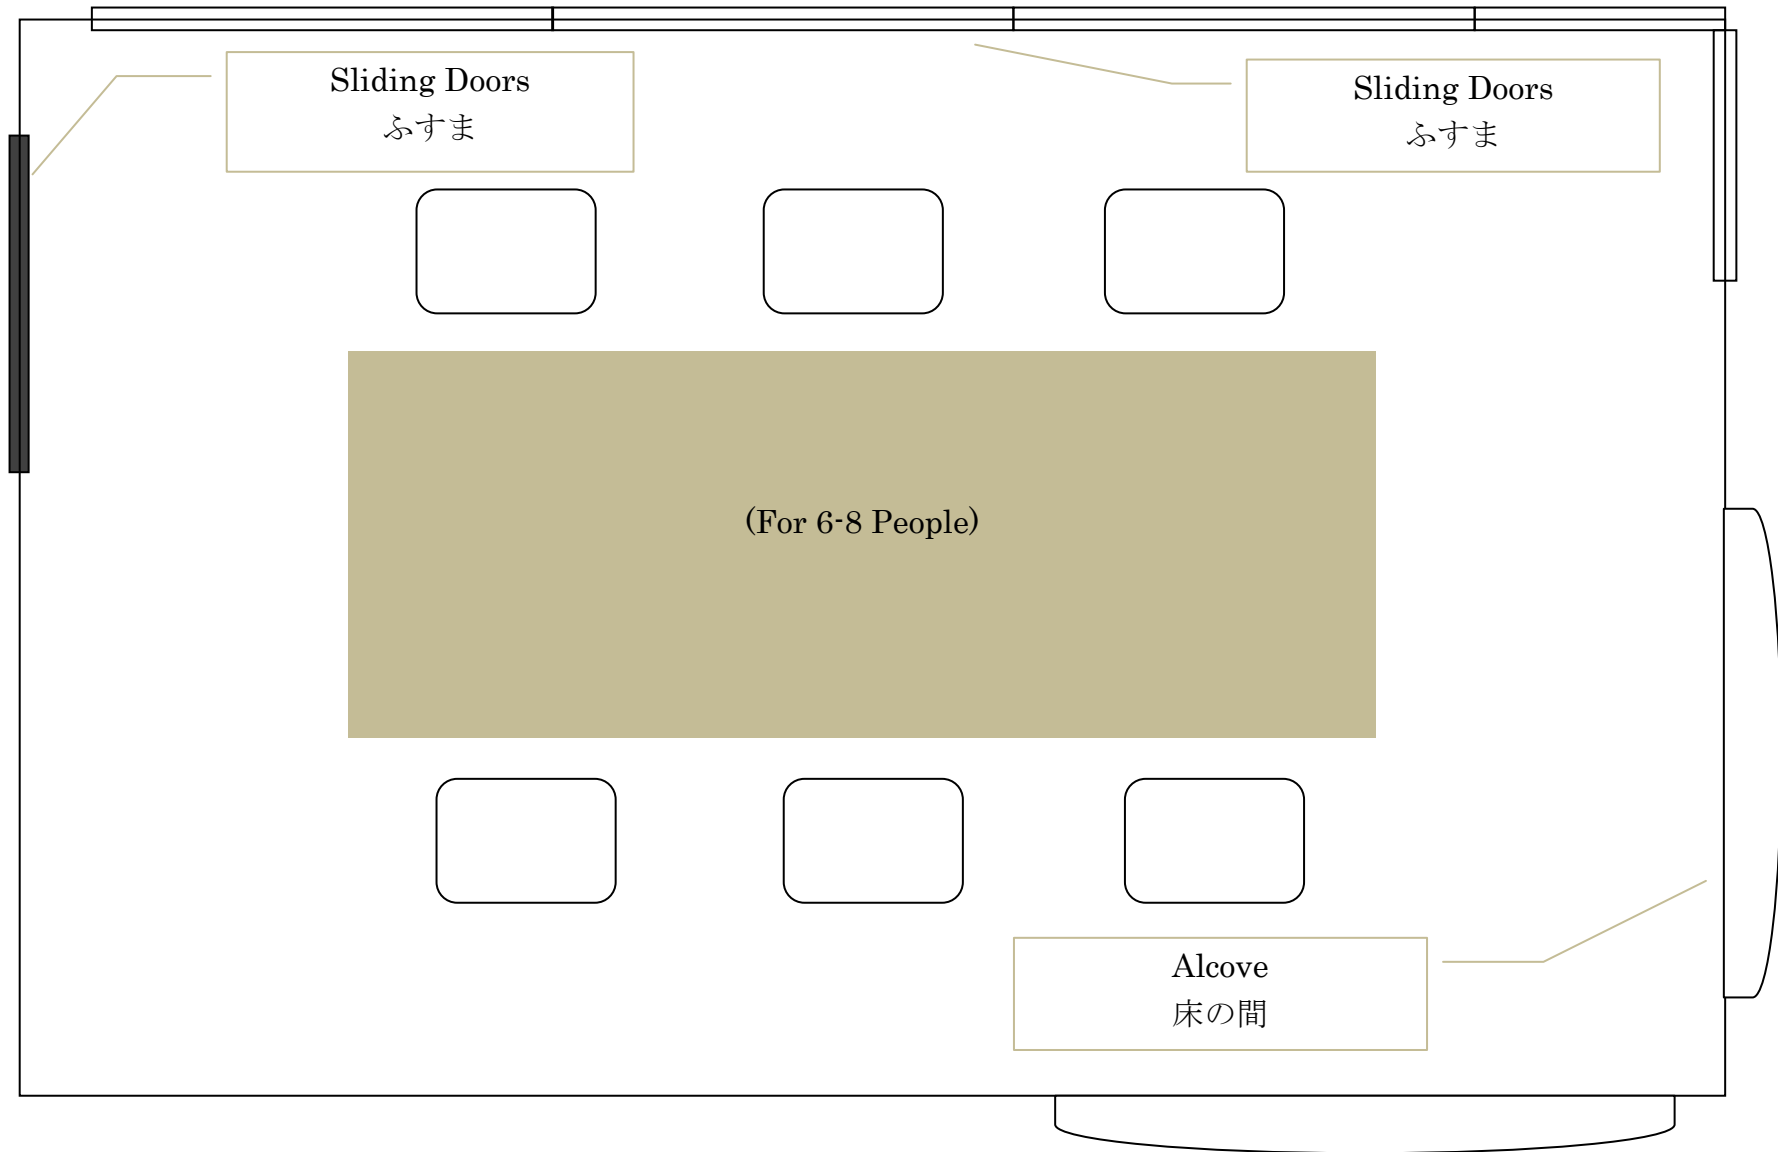 Sliding Doors
ふすま
Sliding Doors
ふすま
(For 6-8 People)
Alcove
床の間